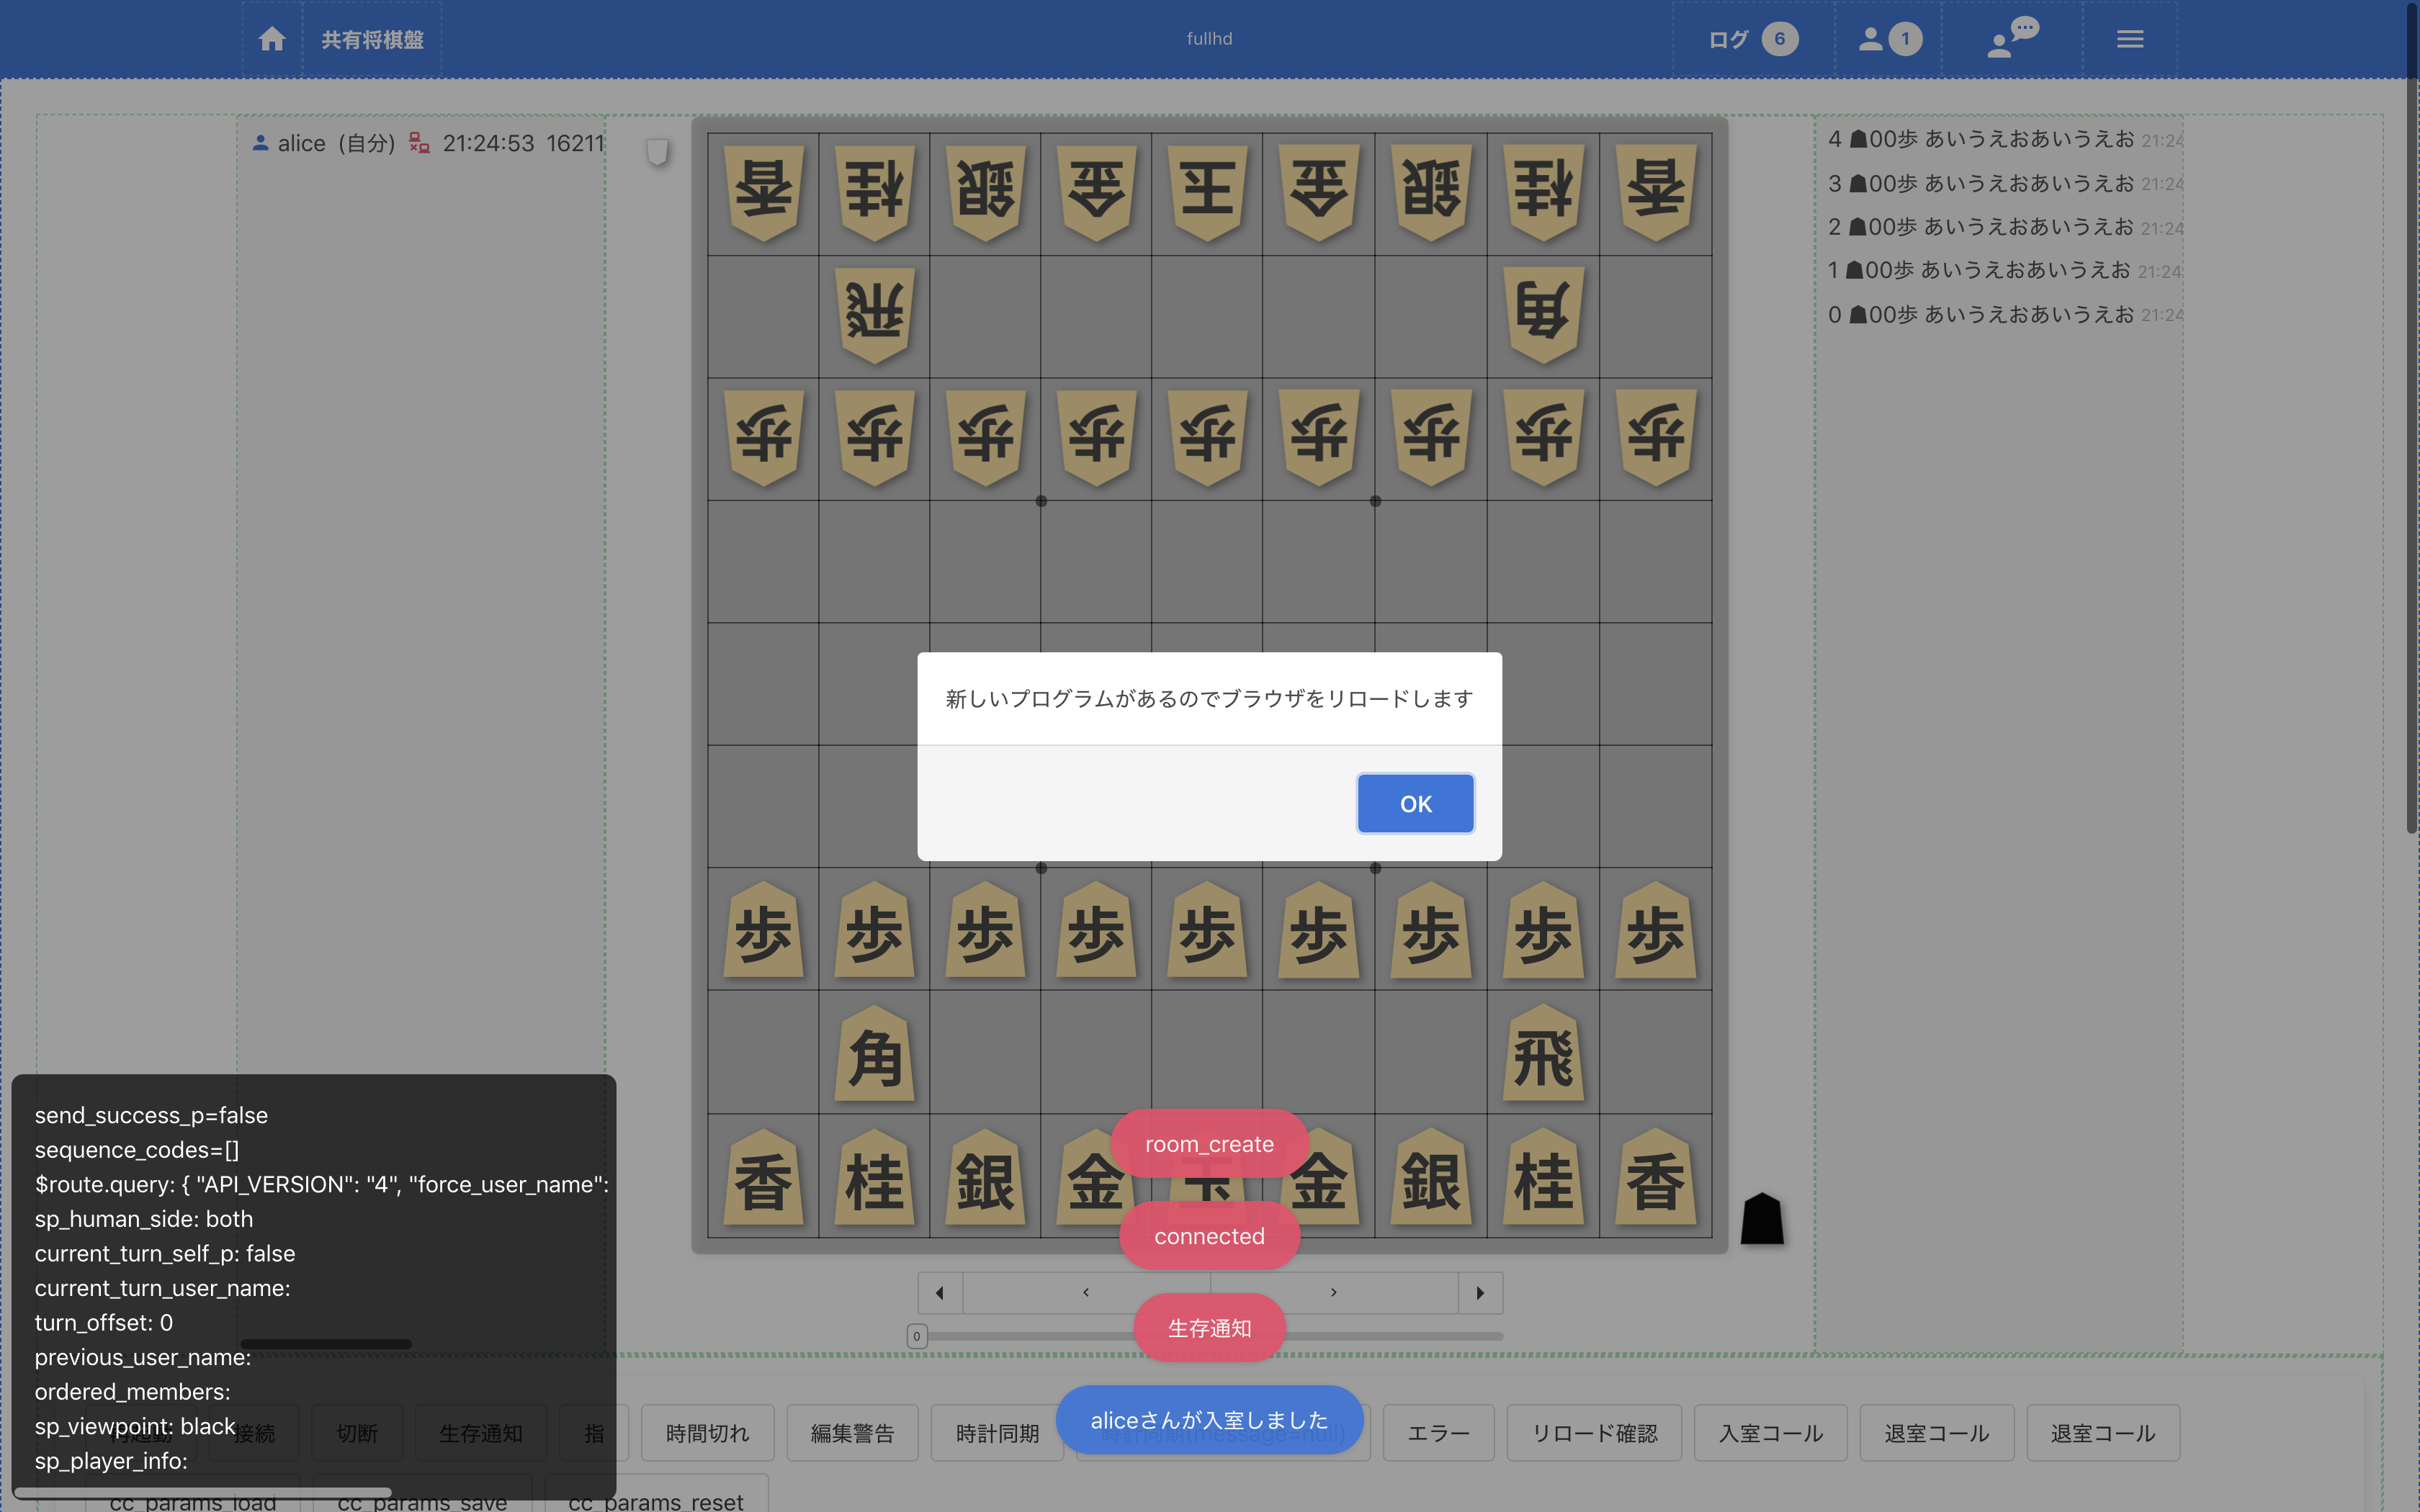 共有将棋盤
fullhd
ログ 6
1
alice (自分) 21:24:53 16211
4 ☗00歩 あいうえおあいうえお 21:24
3 ☗00歩 あいうえおあいうえお 21:24
2 ☗00歩 あいうえおあいうえお 21:24
1 ☗00歩 あいうえおあいうえお 21:24
0 ☗00歩 あいうえおあいうえお 21:24
香 桂 銀 金 王 金 銀 桂 香
飛 角
歩 歩 歩 歩 歩 歩 歩 歩 歩
新しいプログラムがあるのでブラウザをリロードします
OK
歩 歩 歩 歩 歩 歩 歩 歩 歩
角 飛
香 桂 銀 金 玉 金 銀 桂 香
room_create
connected
生存通知
aliceさんが入室しました
0
send_success_p=false
sequence_codes=[]
$route.query: { "API_VERSION": "4", "force_user_name":
sp_human_side: both
current_turn_self_p: false
current_turn_user_name:
turn_offset: 0
previous_user_name:
ordered_members:
sp_viewpoint: black
sp_player_info:
再起動 接続 切断 生存通知 指 時間切れ 編集警告 時計同期 時計同期(message=null) エラー リロード確認 入室コール 退室コール 退室コール
cc_params_load cc_params_save cc_params_reset